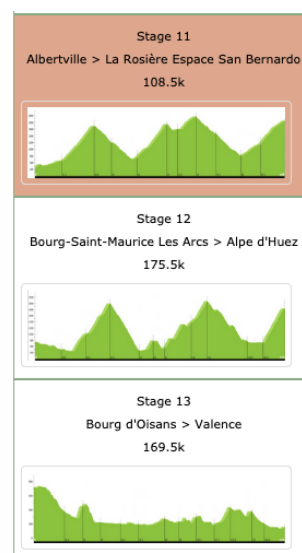 Stage 11
Albertville > La Rosière Espace San Bernardo
108.5k
Stage 12
Bourg-Saint-Maurice Les Arcs > Alpe d'Huez
175.5k
Stage 13
Bourg d'Oisans > Valence
169.5k